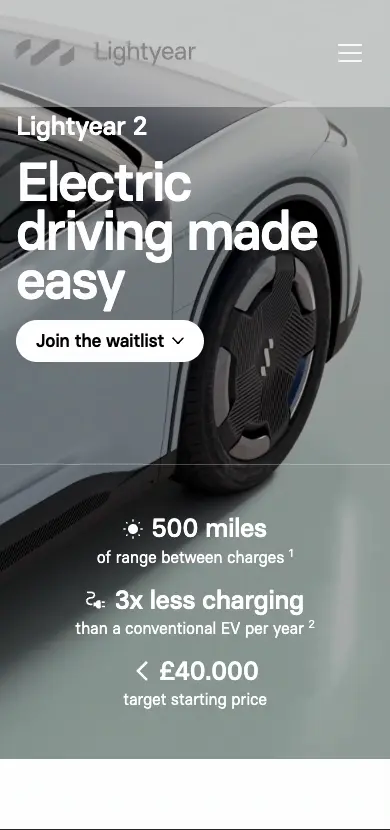 Lightyear
Lightyear 2
Electric
driving made
easy
Join the waitlist
500 miles
of range between charges 1
3x less charging
than a conventional EV per year 2
< £40.000
target starting price